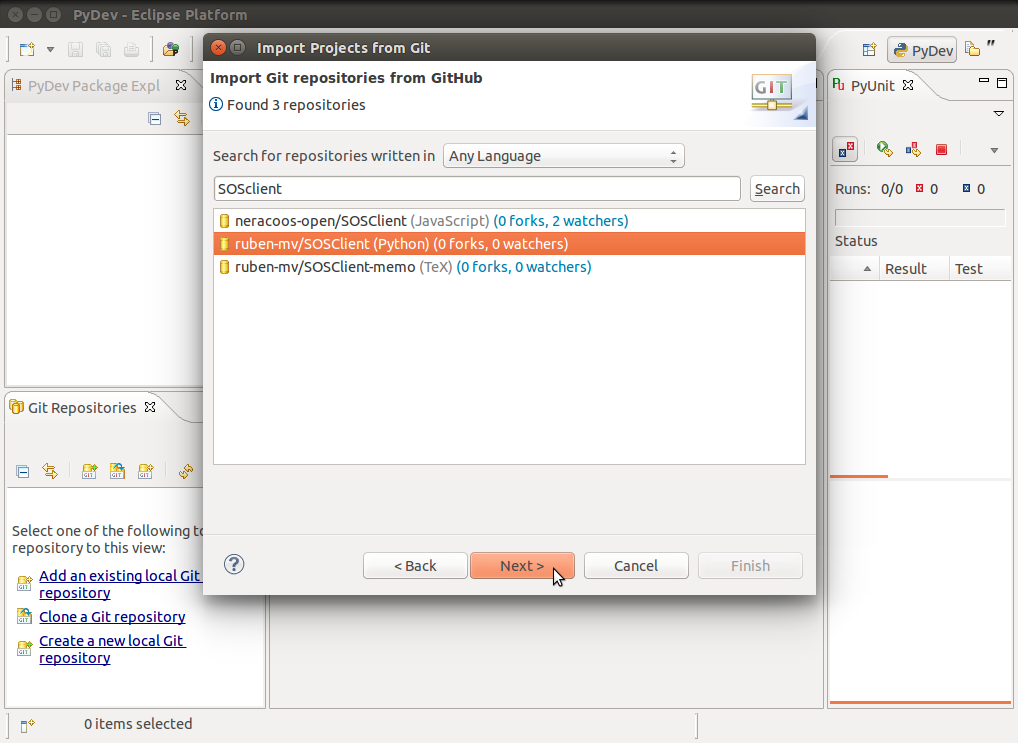 PyDev - Eclipse Platform
PyDev
PyDev Package Expl
Import Projects from Git
Import Git repositories from GitHub
Found 3 repositories
GIT
Search for repositories written in Any Language
SOSclient Search
neracoos-open/SOSClient (JavaScript) (0 forks, 2 watchers)
ruben-mv/SOSClient (Python) (0 forks, 0 watchers)
ruben-mv/SOSClient-memo (TeX) (0 forks, 0 watchers)
< Back Next > Cancel Finish
PyUnit
Runs: 0/0 0 0
Status
Result Test
Git Repositories
Select one of the following to
repository to this view:
Add an existing local Git
repository
Clone a Git repository
Create a new local Git
repository
0 items selected